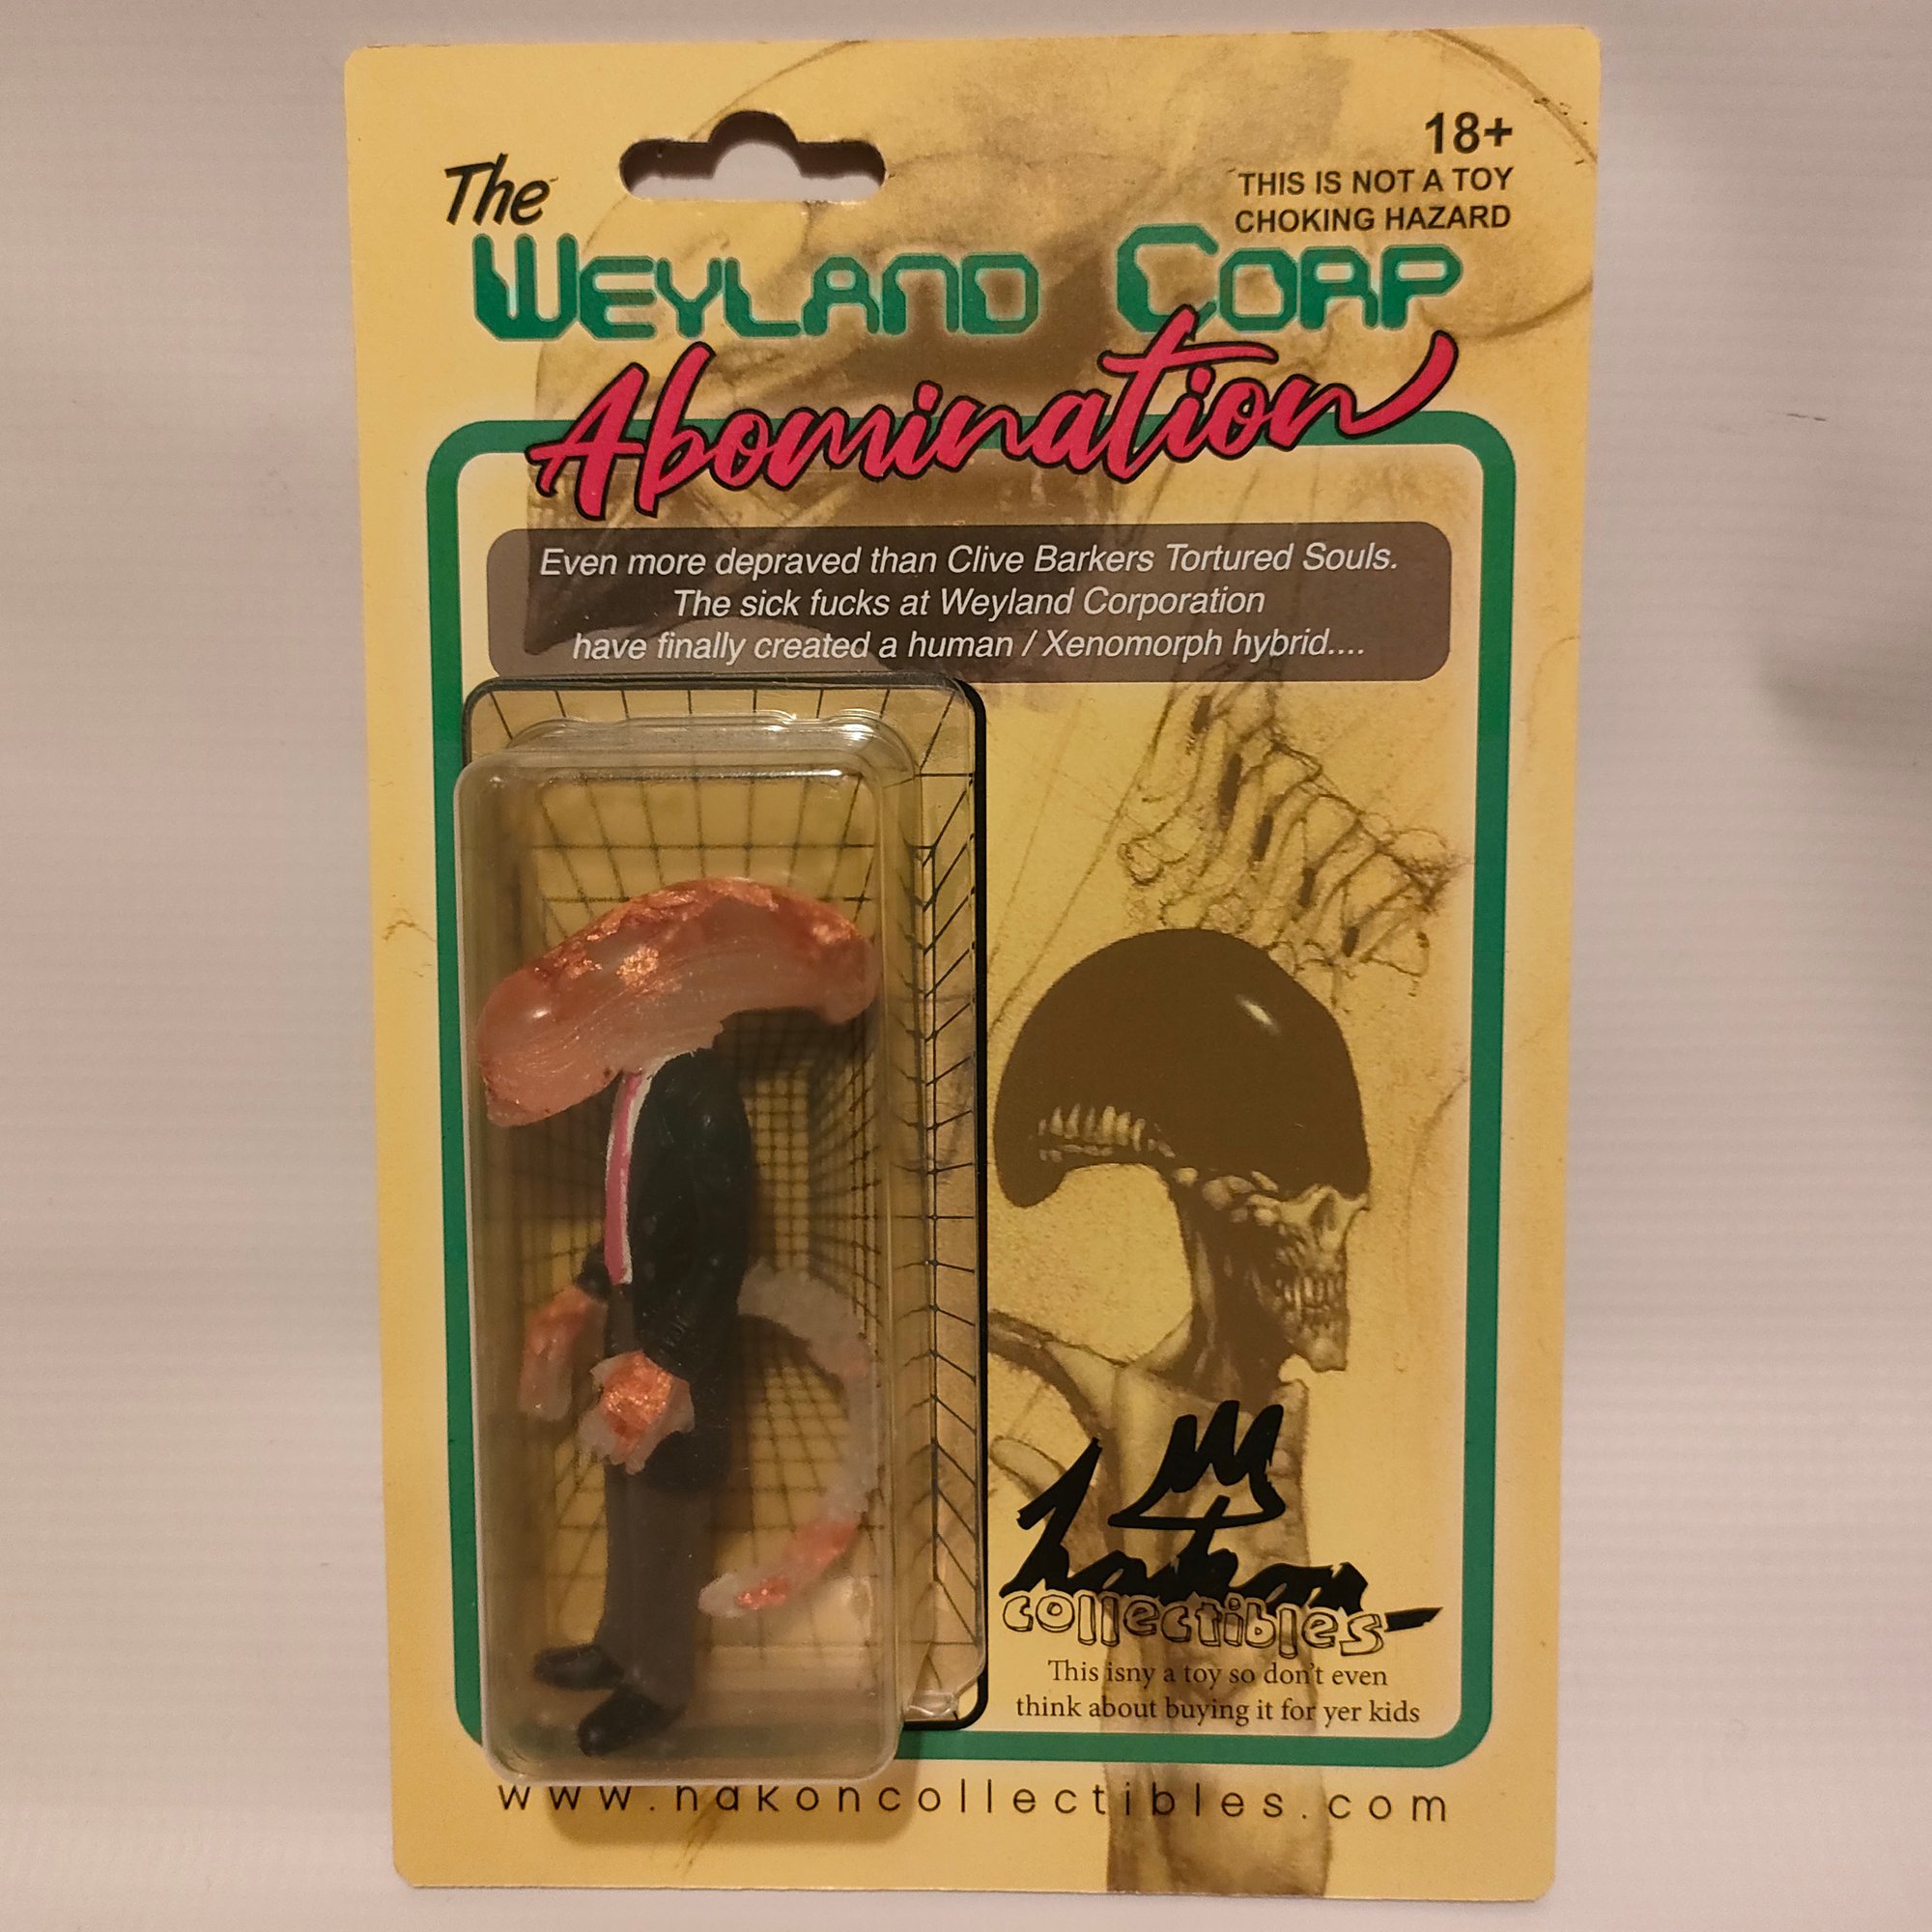 The
18+
THIS IS NOT A TOY
CHOKING HAZARD
WEYLAND CORP
Abomination
Even more depraved than Clive Barkers Tortured Souls.
The sick fucks at Weyland Corporation
have finally created a human / Xenomorph hybrid....
nakon
collectibles
This isny a toy so don't even
think about buying it for yer kids
www.nakoncollectibles.com